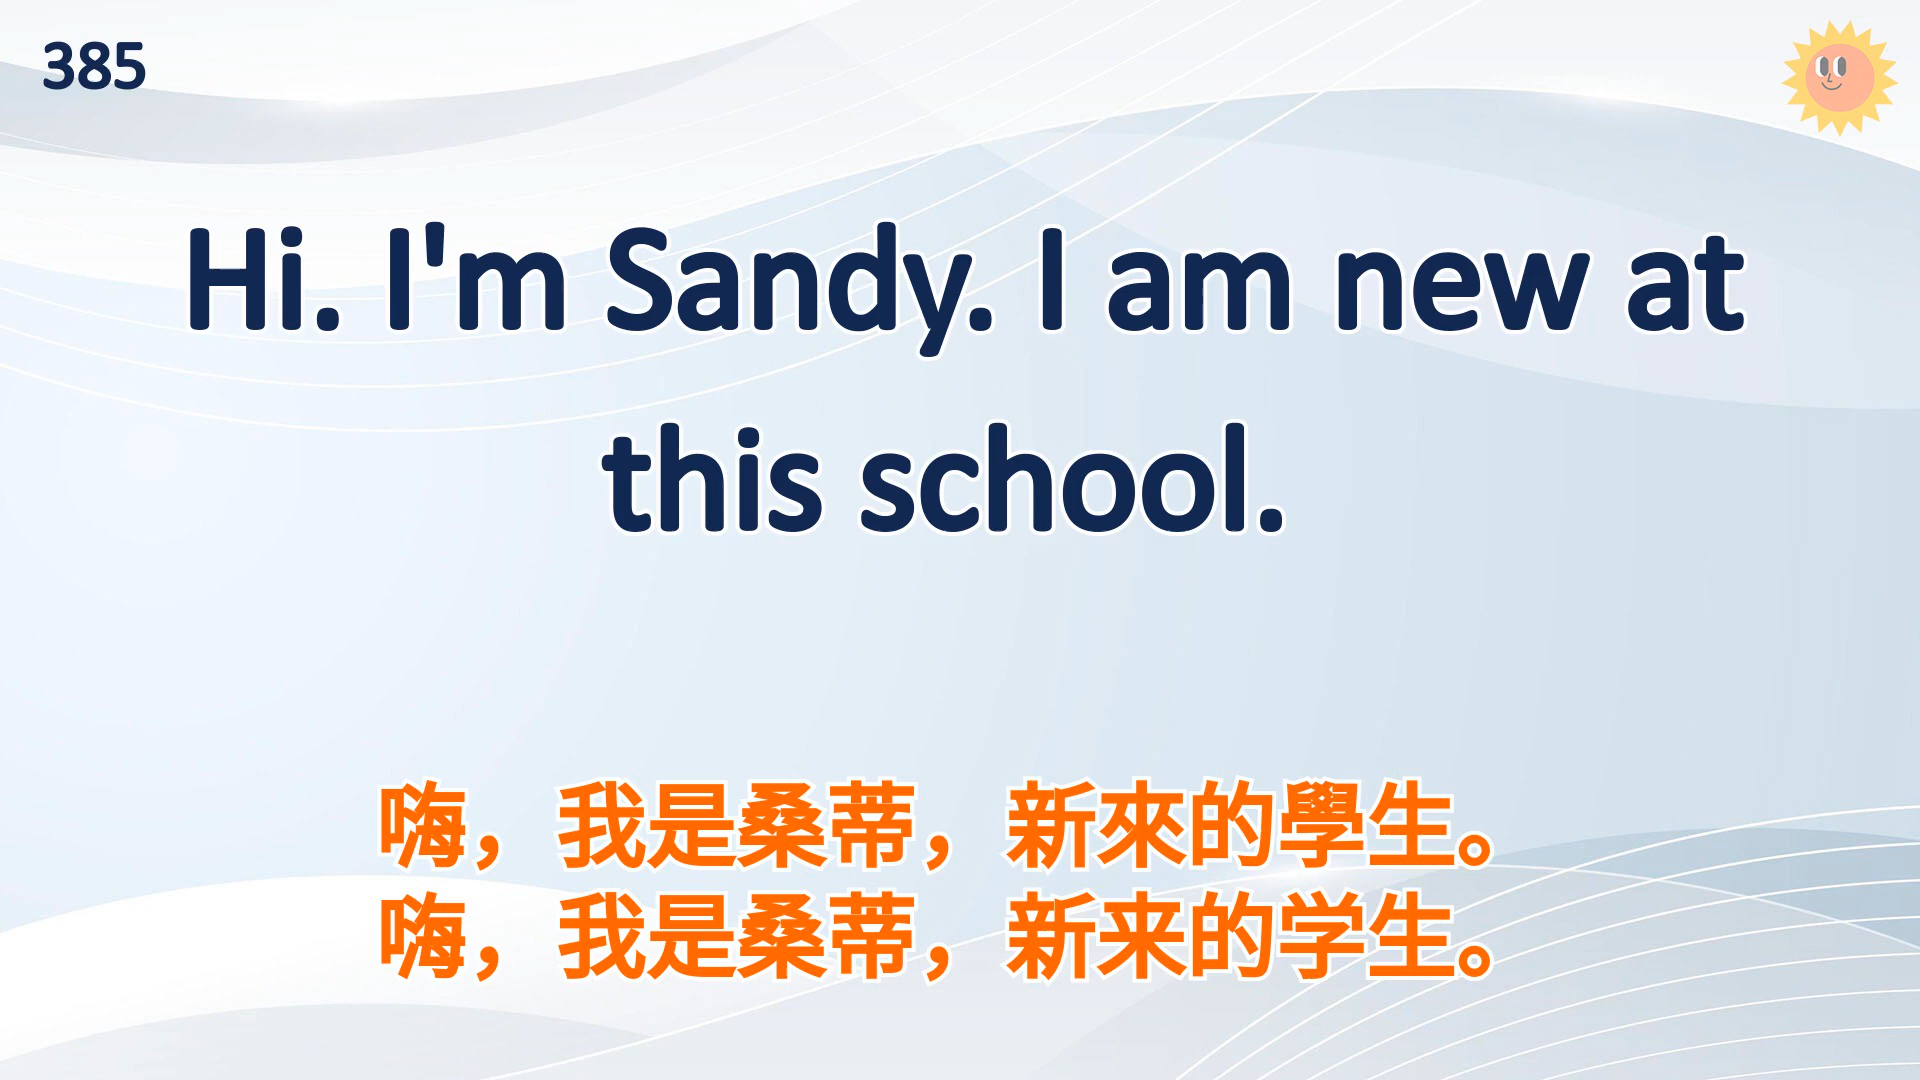 385
Hi. I'm Sandy. I am new at
this school.
嗨，我是桑蒂，新來的學生。
嗨，我是桑蒂，新来的学生。